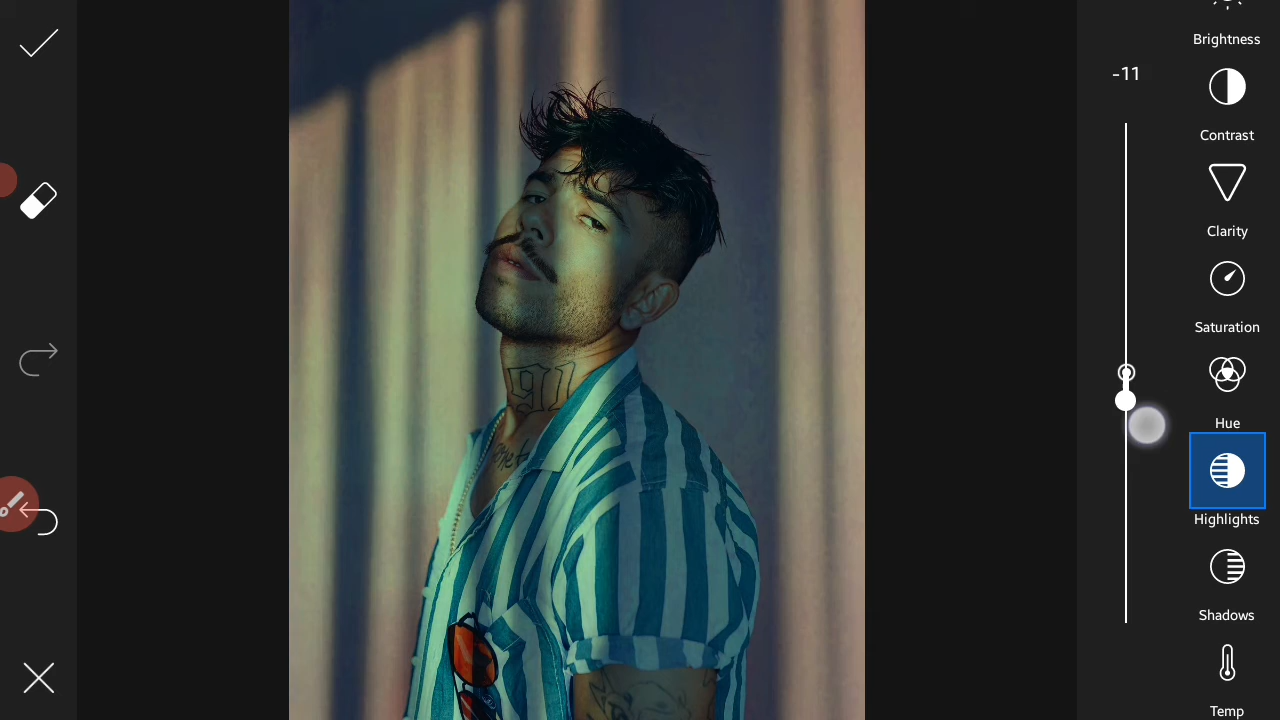 Brightness
-11
Contrast
Clarity
Saturation
Hue
Highlights
Shadows
Temp
91